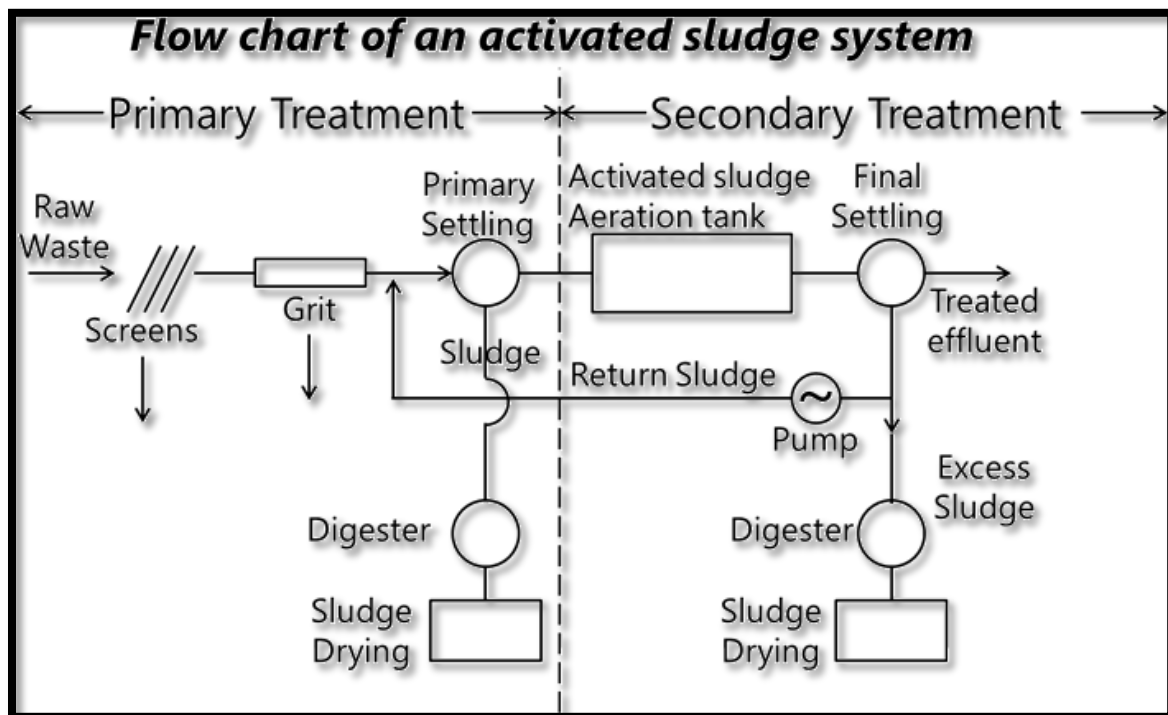 Flow chart of an activated sludge system
Primary Treatment
Secondary Treatment
Raw
Waste
Screens
Grit
Primary
Settling
Sludge
Activated sludge
Aeration tank
Final
Settling
Treated
effluent
Return Sludge
~
Pump
Excess
Sludge
Digester
Sludge
Drying
Digester
Sludge
Drying